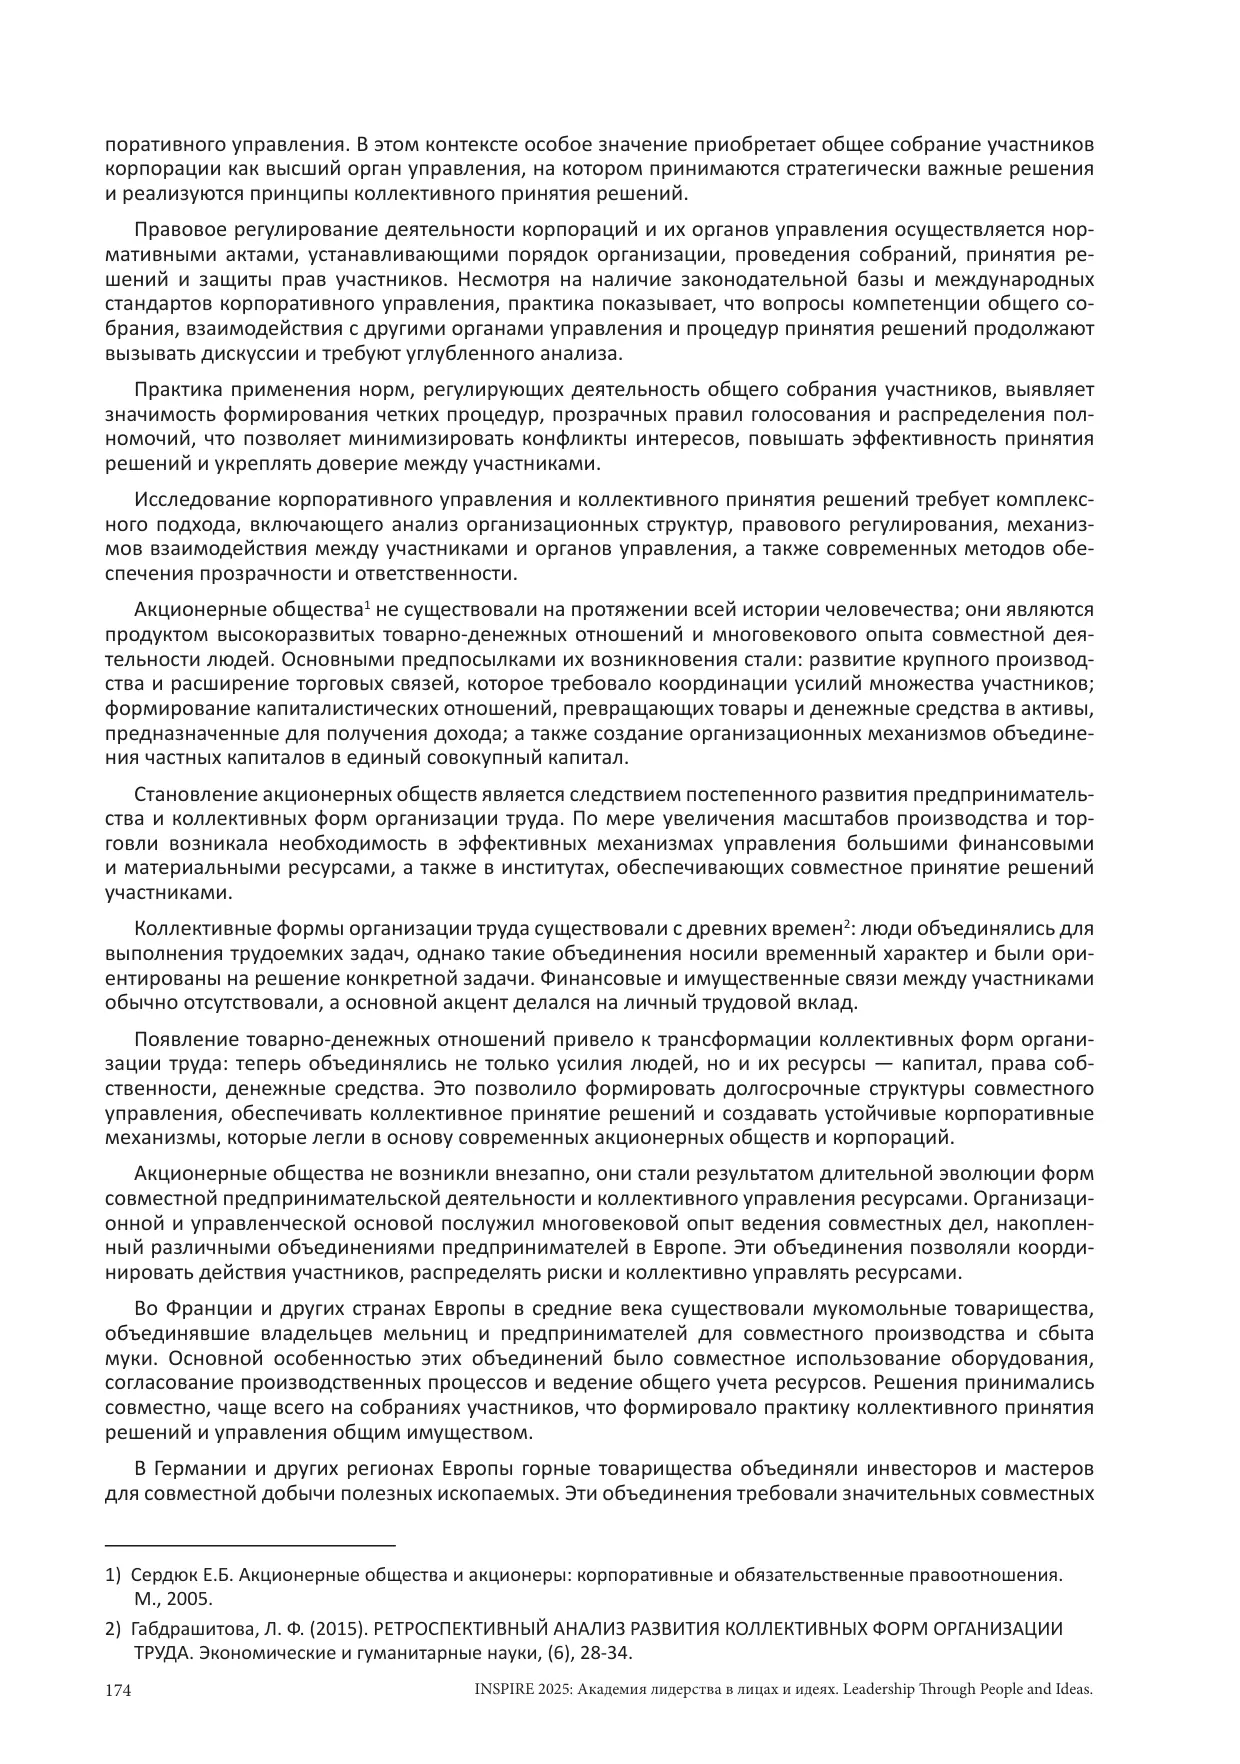 поративного управления. В этом контексте особое значение приобретает общее собрание участников
корпорации как высший орган управления, на котором принимаются стратегически важные решения
и реализуются принципы коллективного принятия решений.
Правовое регулирование деятельности корпораций и их органов управления осуществляется нор-
мативными актами, устанавливающими порядок организации, проведения собраний, принятия ре-
шений и защиты прав участников. Несмотря на наличие законодательной базы и международных
стандартов корпоративного управления, практика показывает, что вопросы компетенции общего со-
брания, взаимодействия с другими органами управления и процедур принятия решений продолжают
вызывать дискуссии и требуют углубленного анализа.
Практика применения норм, регулирующих деятельность общего собрания участников, выявляет
значимость формирования четких процедур, прозрачных правил голосования и распределения пол-
номочий, что позволяет минимизировать конфликты интересов, повышать эффективность принятия
решений и укреплять доверие между участниками.
Исследование корпоративного управления и коллективного принятия решений требует комплекс-
ного подхода, включающего анализ организационных структур, правового регулирования, механиз-
мов взаимодействия между участниками и органов управления, а также современных методов обе-
спечения прозрачности и ответственности.
Акционерные общества¹ не существовали на протяжении всей истории человечества; они являются
продуктом высокоразвитых товарно-денежных отношений и многовекового опыта совместной дея-
тельности людей. Основными предпосылками их возникновения стали: развитие крупного производ-
ства и расширение торговых связей, которое требовало координации усилий множества участников;
формирование капиталистических отношений, превращающих товары и денежные средства в активы,
предназначенные для получения дохода; а также создание организационных механизмов объедине-
ния частных капиталов в единый совокупный капитал.
Становление акционерных обществ является следствием постепенного развития предприниматель-
ства и коллективных форм организации труда. По мере увеличения масштабов производства и тор-
говли возникала необходимость в эффективных механизмах управления большими финансовыми
и материальными ресурсами, а также в институтах, обеспечивающих совместное принятие решений
участниками.
Коллективные формы организации труда существовали с древних времен²: люди объединялись для
выполнения трудоемких задач, однако такие объединения носили временный характер и были ори-
ентированы на решение конкретной задачи. Финансовые и имущественные связи между участниками
обычно отсутствовали, а основной акцент делался на личный трудовой вклад.
Появление товарно-денежных отношений привело к трансформации коллективных форм органи-
зации труда: теперь объединялись не только усилия людей, но и их ресурсы — капитал, права соб-
ственности, денежные средства. Это позволило формировать долгосрочные структуры совместного
управления, обеспечивать коллективное принятие решений и создавать устойчивые корпоративные
механизмы, которые легли в основу современных акционерных обществ и корпораций.
Акционерные общества не возникли внезапно, они стали результатом длительной эволюции форм
совместной предпринимательской деятельности и коллективного управления ресурсами. Организаци-
онной и управленческой основой послужил многовековой опыт ведения совместных дел, накоплен-
ный различными объединениями предпринимателей в Европе. Эти объединения позволяли коорди-
нировать действия участников, распределять риски и коллективно управлять ресурсами.
Во Франции и других странах Европы в средние века существовали мукомольные товарищества,
объединявшие владельцев мельниц и предпринимателей для совместного производства и сбыта
муки. Основной особенностью этих объединений было совместное использование оборудования,
согласование производственных процессов и ведение общего учета ресурсов. Решения принимались
совместно, чаще всего на собраниях участников, что формировало практику коллективного принятия
решений и управления общим имуществом.
В Германии и других регионах Европы горные товарищества объединяли инвесторов и мастеров
для совместной добычи полезных ископаемых. Эти объединения требовали значительных совместных
1) Сердюк Е.Б. Акционерные общества и акционеры: корпоративные и обязательственные правоотношения.
М., 2005.
2) Габдрашитова, Л. Ф. (2015). РЕТРОСПЕКТИВНЫЙ АНАЛИЗ РАЗВИТИЯ КОЛЛЕКТИВНЫХ ФОРМ ОРГАНИЗАЦИИ
ТРУДА. Экономические и гуманитарные науки, (6), 28-34.
174 INSPIRE 2025: Академия лидерства в лицах и идеях. Leadership Through People and Ideas.